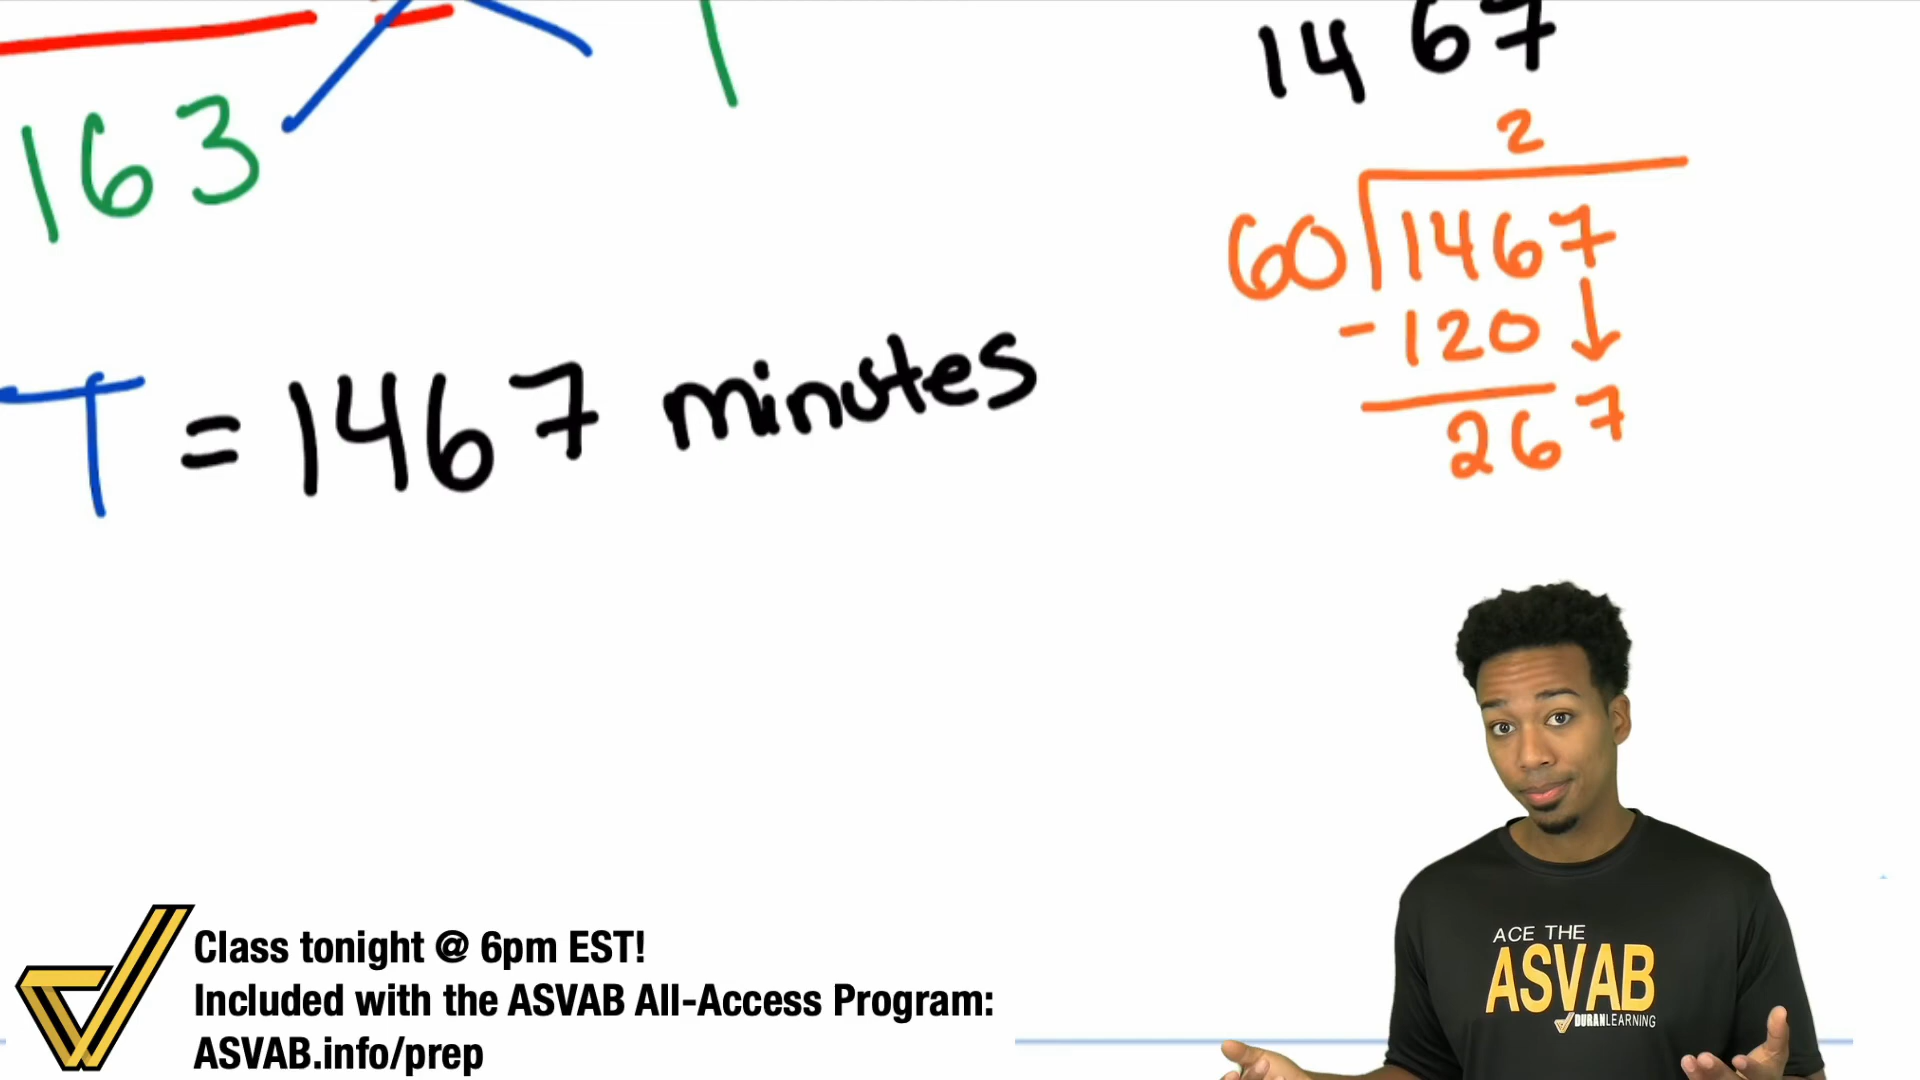 163
T = 1467 minutes
1467
2
60 1467
- 120
267
Class tonight @ 6pm EST!
Included with the ASVAB All-Access Program:
ASVAB.info/prep
ACE THE
ASVAB
DURANLEARNING